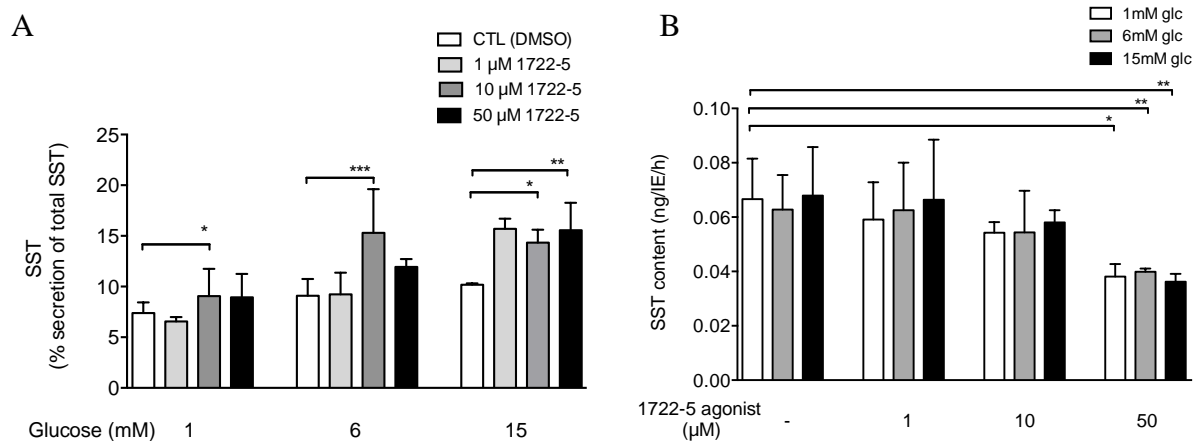 A
CTL (DMSO)
1 µM 1722-5
10 µM 1722-5
50 µM 1722-5
SST
(% secretion of total SST)
25
20
15
10
5
0
*
***
*
**
Glucose (mM) 1 6 15
B
1mM glc
6mM glc
15mM glc
SST content (ng/IE/h)
0.10
0.08
0.06
0.04
0.02
0.00
**
**
*
1722-5 agonist
(µM) - 1 10 50